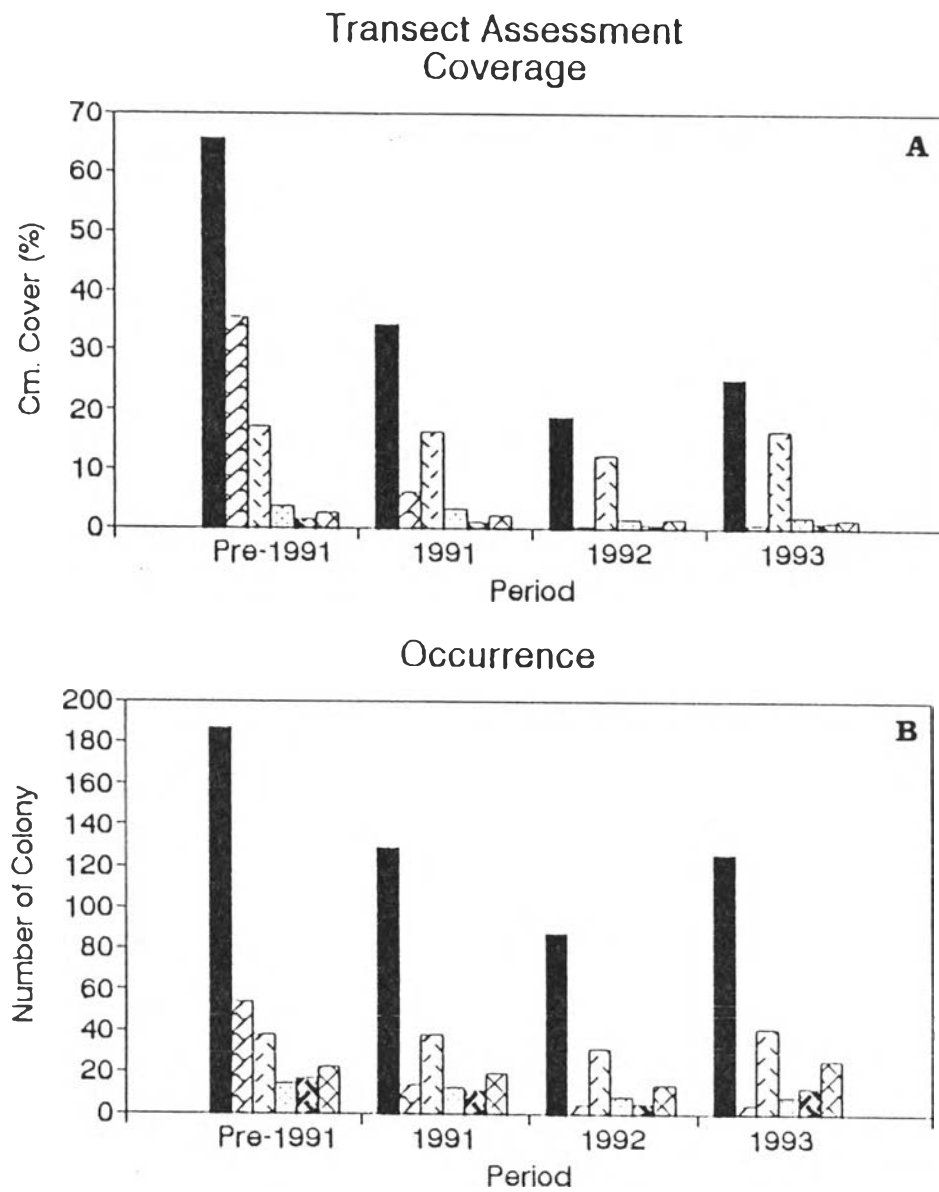 Transect Assessment
Coverage
A
70
60
50
40
30
20
10
0
Cm. Cover (%)
Pre-1991 1991 1992 1993
Period
Occurrence
B
200
180
160
140
120
100
80
60
40
20
0
Number of Colony
Pre-1991 1991 1992 1993
Period